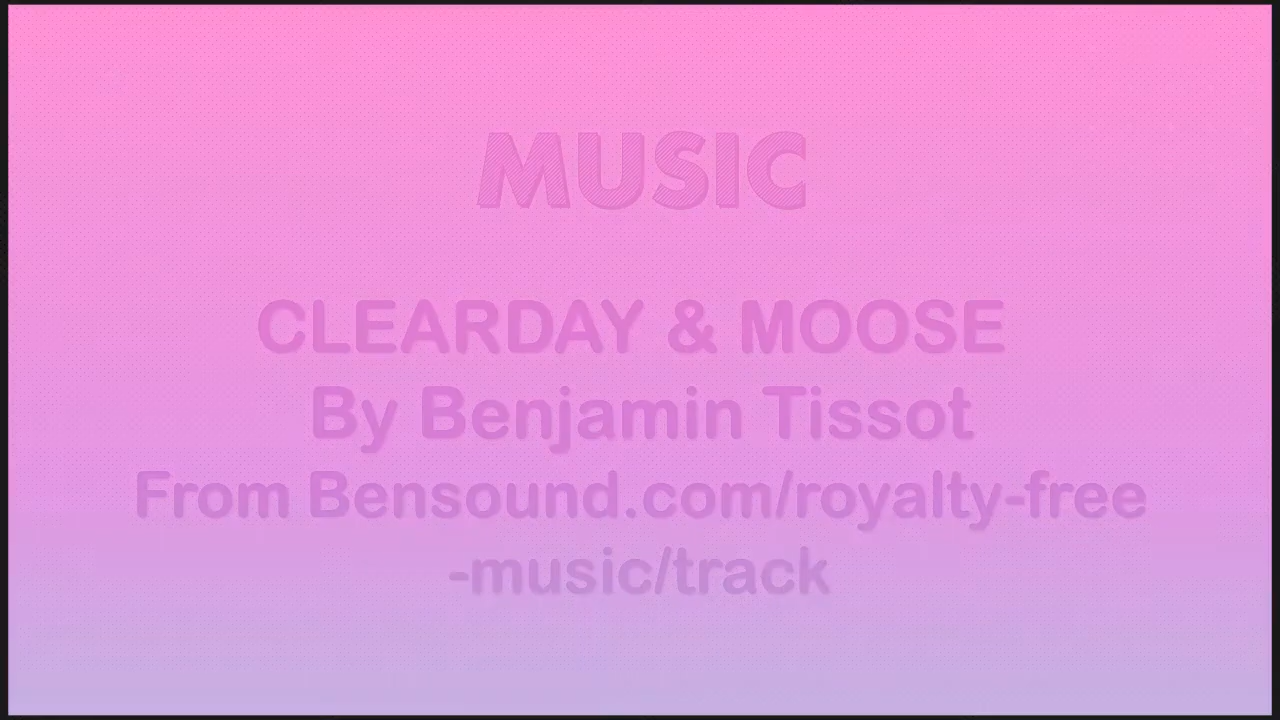 MUSIC
CLEARDAY & MOOSE
By Benjamin Tissot
From Bensound.com/royalty-free
-music/track